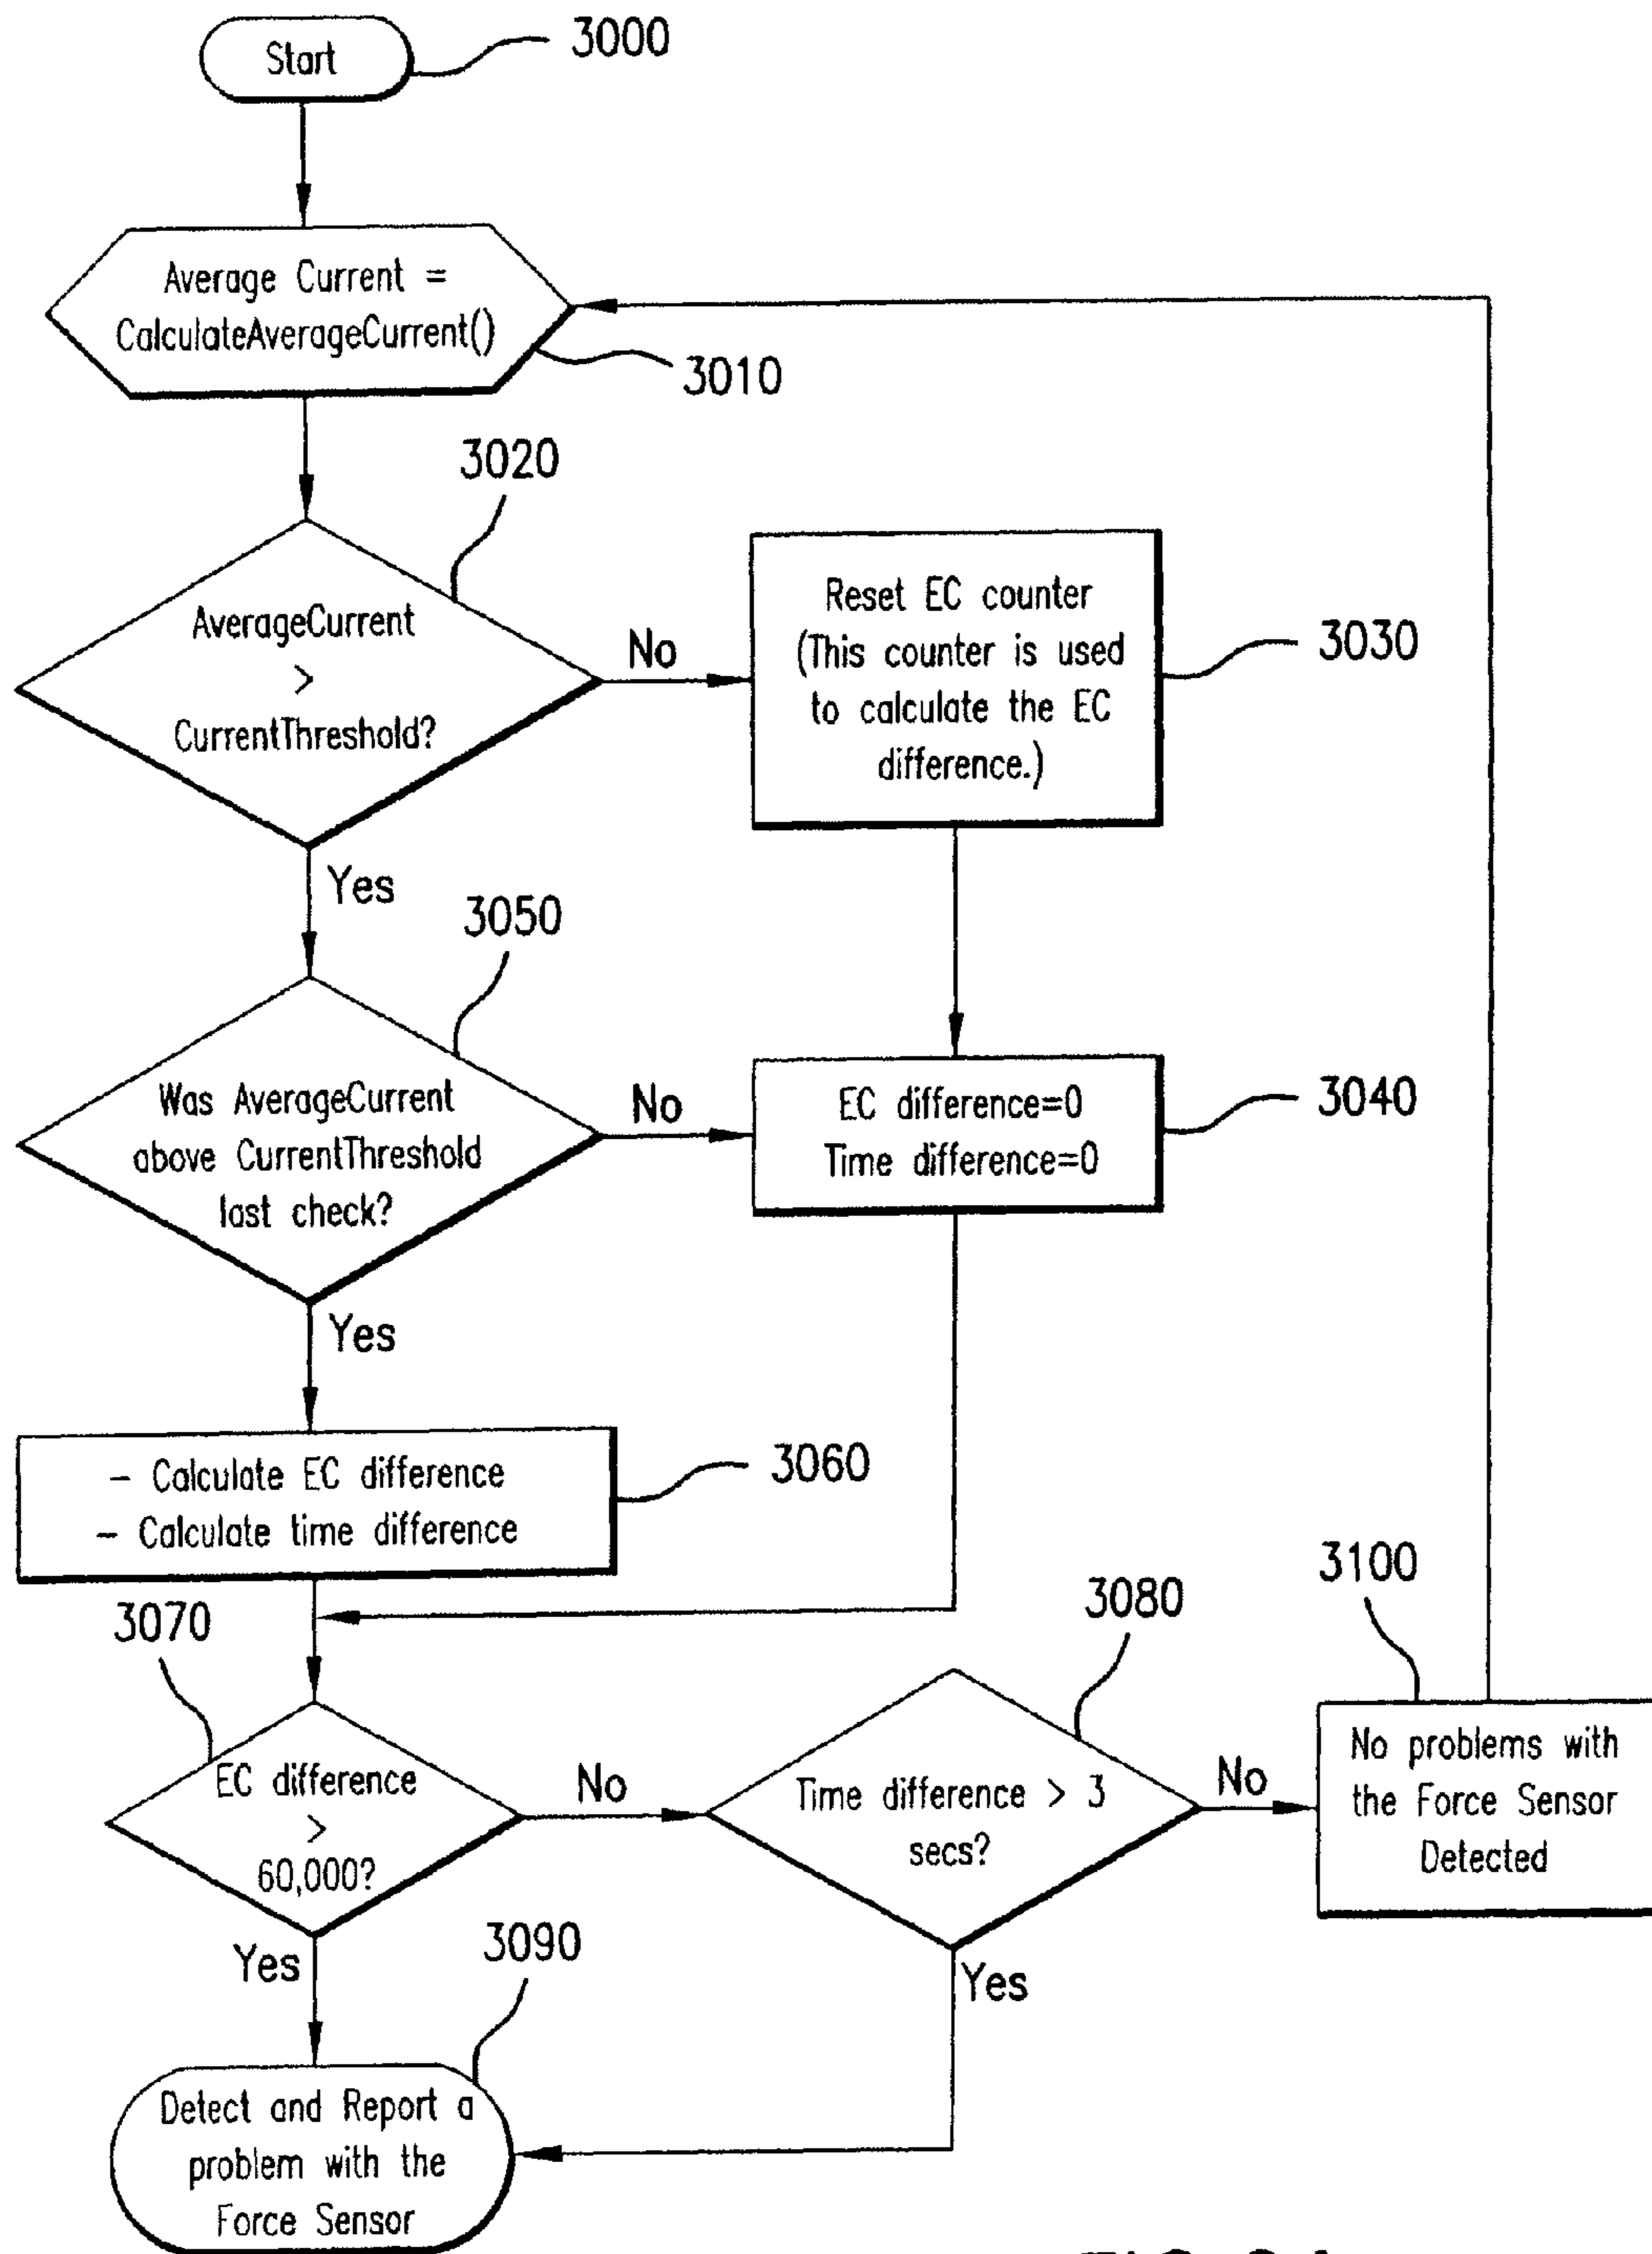 Start
3000
Average Current =
CalculateAverageCurrent()
3010
3020
AverageCurrent
>
CurrentThreshold?
No
Reset EC counter
(This counter is used
to calculate the EC
difference.)
3030
Yes
3050
Was AverageCurrent
above CurrentThreshold
last check?
No
EC difference=0
Time difference=0
3040
Yes
- Calculate EC difference
- Calculate time difference
3060
3070
EC difference
>
60,000?
No
3080
Time difference > 3
secs?
No
3100
No problems with
the Force Sensor
Detected
Yes
3090
Yes
Detect and Report a
problem with the
Force Sensor